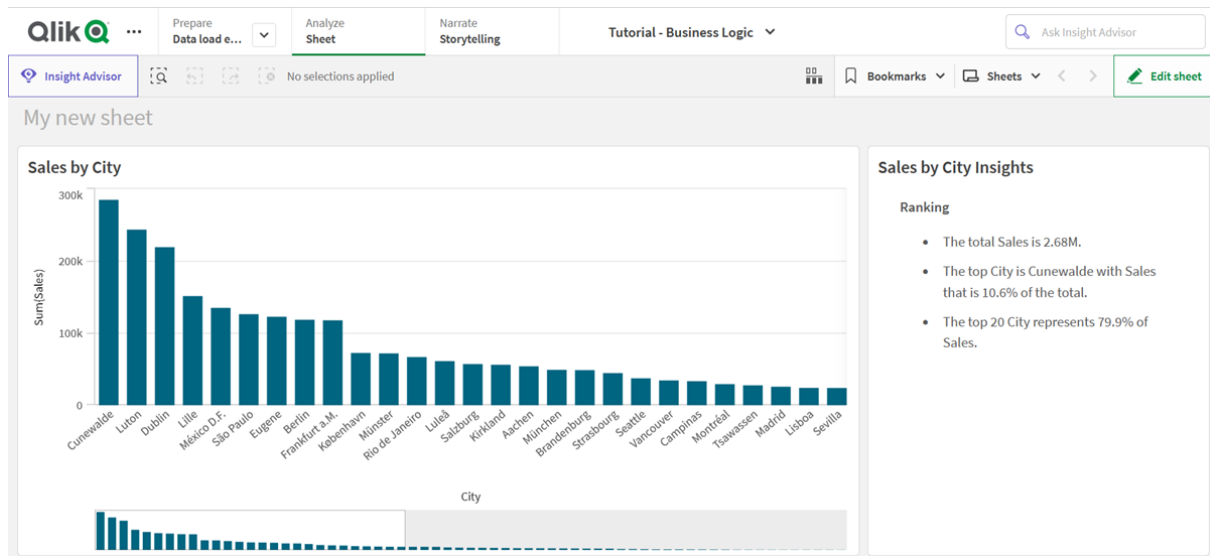 Qlik
Prepare
Data load e...
Analyze
Sheet
Narrate
Storytelling
Tutorial - Business Logic
Ask Insight Advisor
Insight Advisor
No selections applied
Bookmarks
Sheets
Edit sheet
My new sheet
Sales by City
300k
200k
100k
0
Sum(Sales)
Cunewalde
Luton
Dublin
Lille
México D.F.
São Paulo
Eugene
Berlin
Frankfurt a.M.
København
Münster
Rio de Janeiro
Luleå
Salzburg
Kirkland
Aachen
München
Brandenburg
Strasbourg
Seattle
Vancouver
Campinas
Montréal
Tsawassen
Madrid
Lisboa
Sevilla
City
Sales by City Insights
Ranking
• The total Sales is 2.68M.
• The top City is Cunewalde with Sales
that is 10.6% of the total.
• The top 20 City represents 79.9% of
Sales.